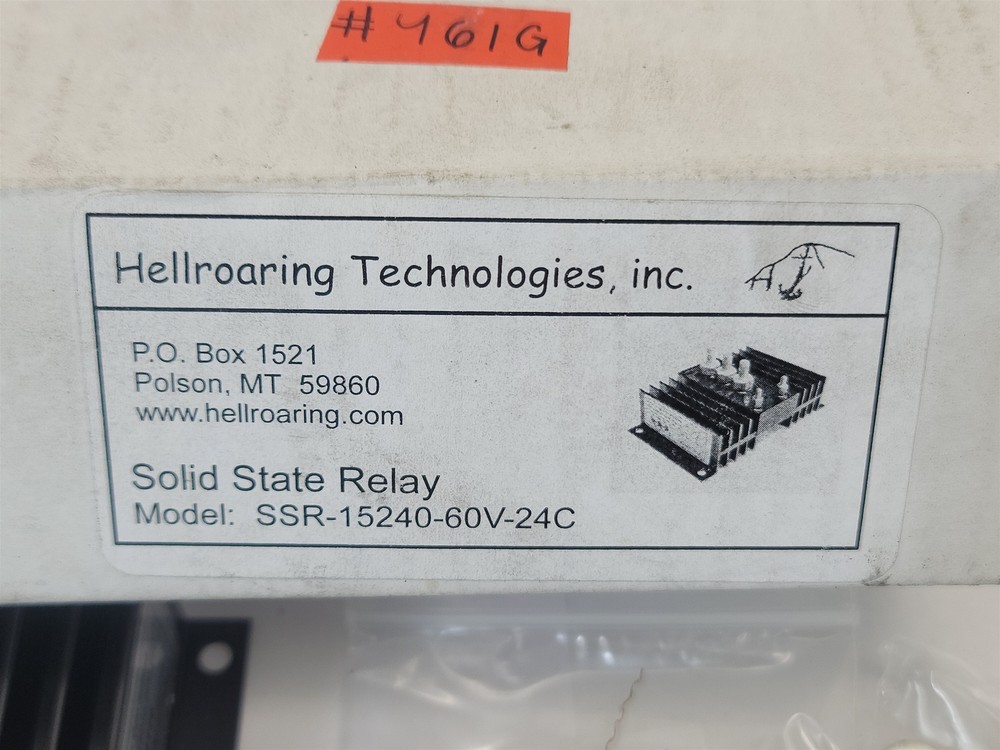 #461G
Hellroaring Technologies, inc.
P.O. Box 1521
Polson, MT 59860
www.hellroaring.com
Solid State Relay
Model: SSR-15240-60V-24C